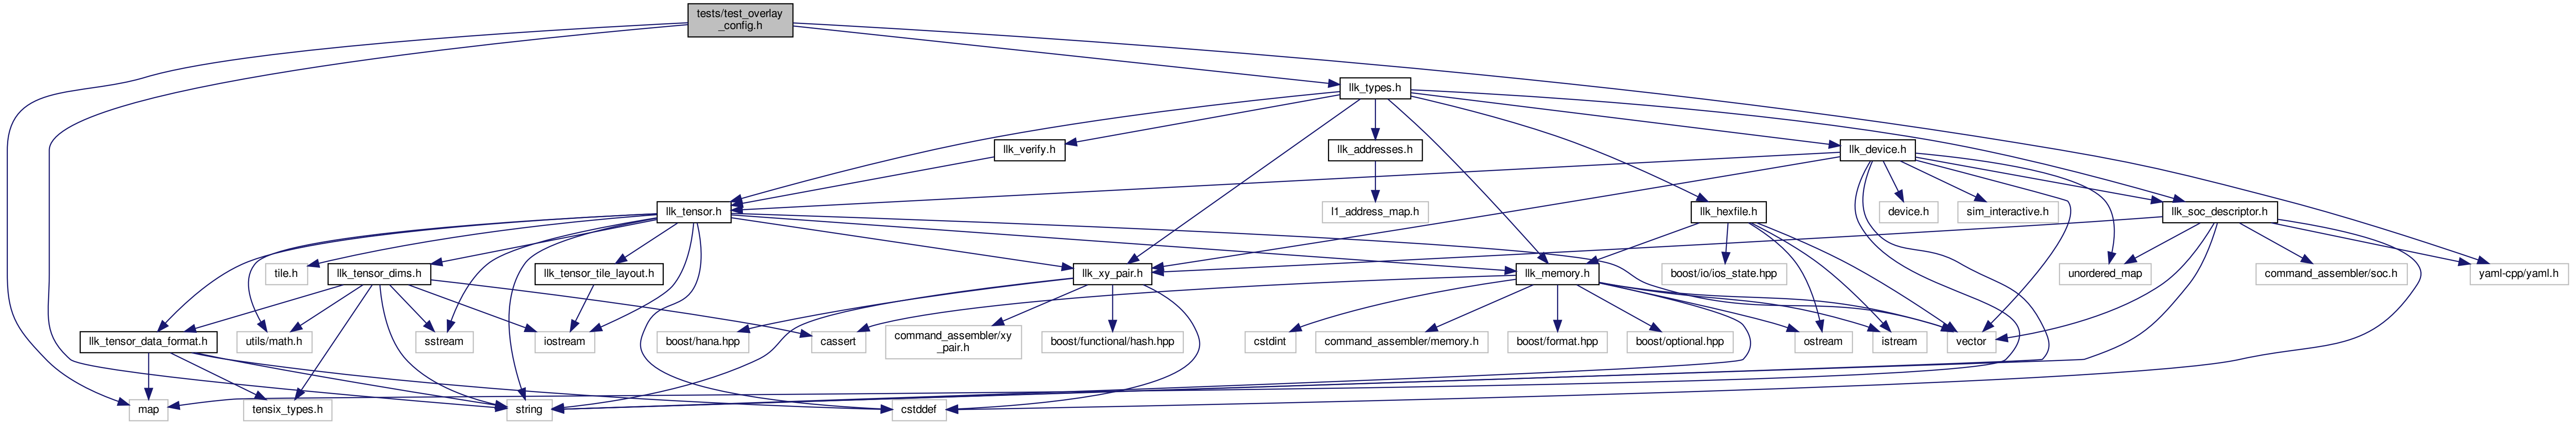 tests/test_overlay
_config.h
llk_types.h
llk_verify.h
llk_addresses.h
llk_device.h
llk_tensor.h
l1_address_map.h
llk_hexfile.h
device.h
sim_interactive.h
llk_soc_descriptor.h
tile.h
llk_tensor_dims.h
llk_tensor_tile_layout.h
llk_xy_pair.h
llk_memory.h
boost/io/ios_state.hpp
unordered_map
command_assembler/soc.h
yaml-cpp/yaml.h
llk_tensor_data_format.h
utils/math.h
sstream
iostream
boost/hana.hpp
cassert
command_assembler/xy
_pair.h
boost/functional/hash.hpp
cstdint
command_assembler/memory.h
boost/format.hpp
boost/optional.hpp
ostream
istream
vector
map
tensix_types.h
string
cstddef